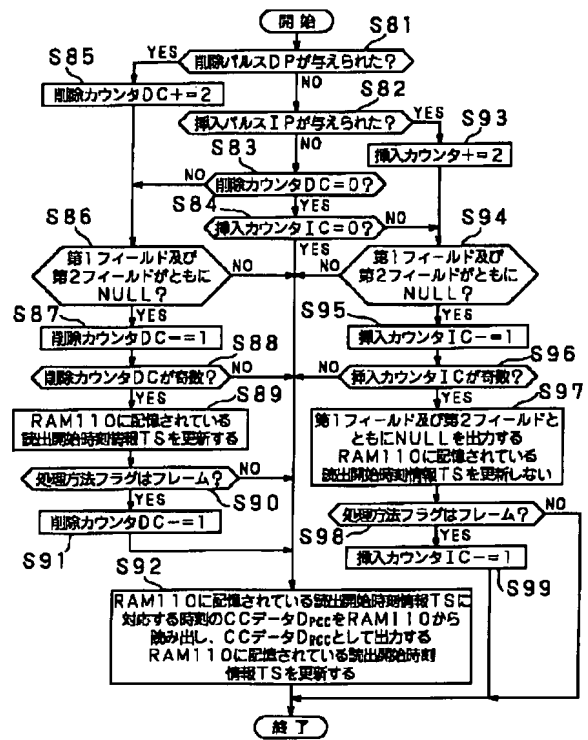 開始
S81
削除パルスDPが与えられた？
YES
NO
S85
削除カウンタDC＋＝2
S82
挿入パルスIPが与えられた？
YES
NO
S93
挿入カウンタ＋＝2
S83
削除カウンタDC＝0？
NO
YES
S84
挿入カウンタIC＝0？
NO
YES
S86
第1フィールド及び
第2フィールドがともに
NULL？
NO
YES
S94
第1フィールド及び
第2フィールドがともに
NULL？
NO
YES
S87
削除カウンタDC－＝1
S95
挿入カウンタIC－＝1
S88
削除カウンタDCが奇数？
NO
YES
S96
挿入カウンタICが奇数？
NO
YES
S89
RAM110に記憶されている
読出開始時刻情報TSを更新する
S97
第1フィールド及び第2フィールドと
ともにNULLを出力する
RAM110に記憶されている
読出開始時刻情報TSを更新しない
処理方法フラグはフレーム？
NO
YES
S90
処理方法フラグはフレーム？
NO
YES
S98
削除カウンタDC－＝1
S91
挿入カウンタIC－＝1
S99
S92
RAM110に記憶されている読出開始時刻情報TSに
対応する時刻のCCデータDPCCをRAM110から
読み出し、CCデータDRCCとして出力する
RAM110に記憶されている読出開始時刻
情報TSを更新する
終了